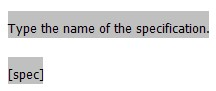 Type the name of the specification.
[spec]